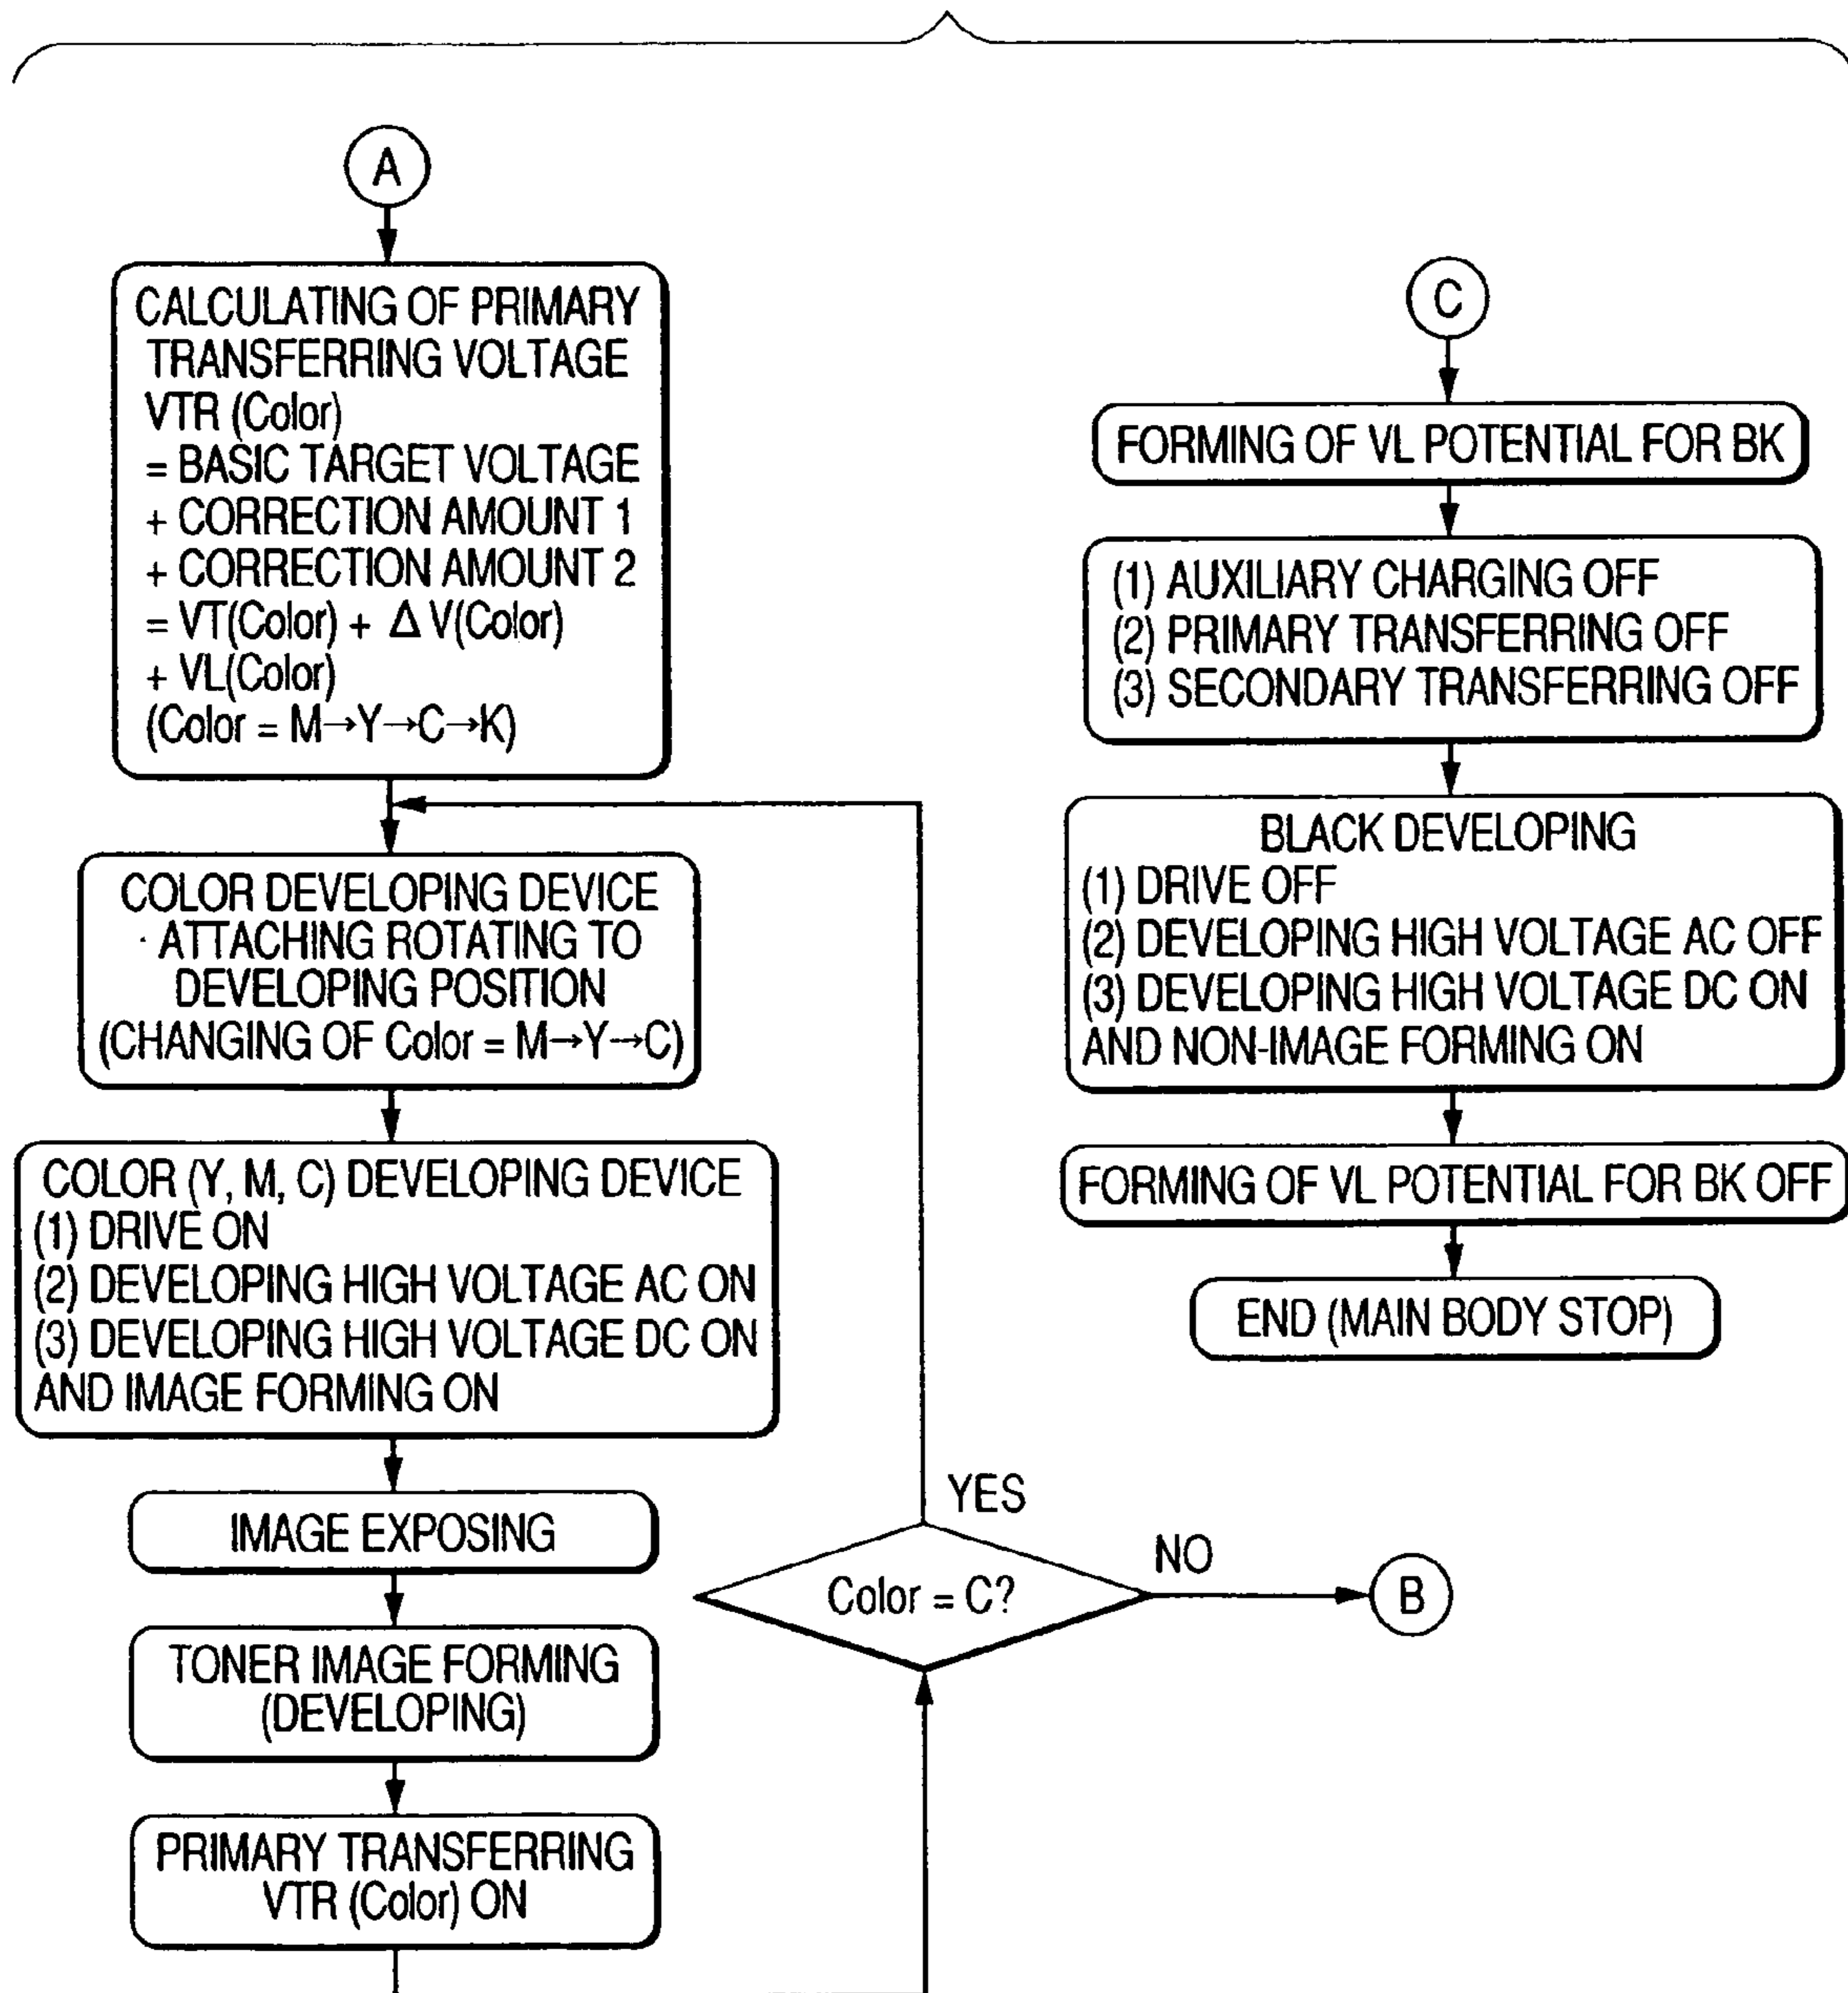 A
CALCULATING OF PRIMARY
TRANSFERRING VOLTAGE
VTR (Color)
= BASIC TARGET VOLTAGE
+ CORRECTION AMOUNT 1
+ CORRECTION AMOUNT 2
= VT(Color) + Δ V(Color)
+ VL(Color)
(Color = M→Y→C→K)
COLOR DEVELOPING DEVICE
ATTACHING ROTATING TO
DEVELOPING POSITION
(CHANGING OF Color = M→Y→C)
COLOR (Y, M, C) DEVELOPING DEVICE
(1) DRIVE ON
(2) DEVELOPING HIGH VOLTAGE AC ON
(3) DEVELOPING HIGH VOLTAGE DC ON
AND IMAGE FORMING ON
IMAGE EXPOSING
TONER IMAGE FORMING
(DEVELOPING)
PRIMARY TRANSFERRING
VTR (Color) ON
Color = C?
YES
NO
B
C
FORMING OF VL POTENTIAL FOR BK
(1) AUXILIARY CHARGING OFF
(2) PRIMARY TRANSFERRING OFF
(3) SECONDARY TRANSFERRING OFF
BLACK DEVELOPING
(1) DRIVE OFF
(2) DEVELOPING HIGH VOLTAGE AC OFF
(3) DEVELOPING HIGH VOLTAGE DC ON
AND NON-IMAGE FORMING ON
FORMING OF VL POTENTIAL FOR BK OFF
END (MAIN BODY STOP)